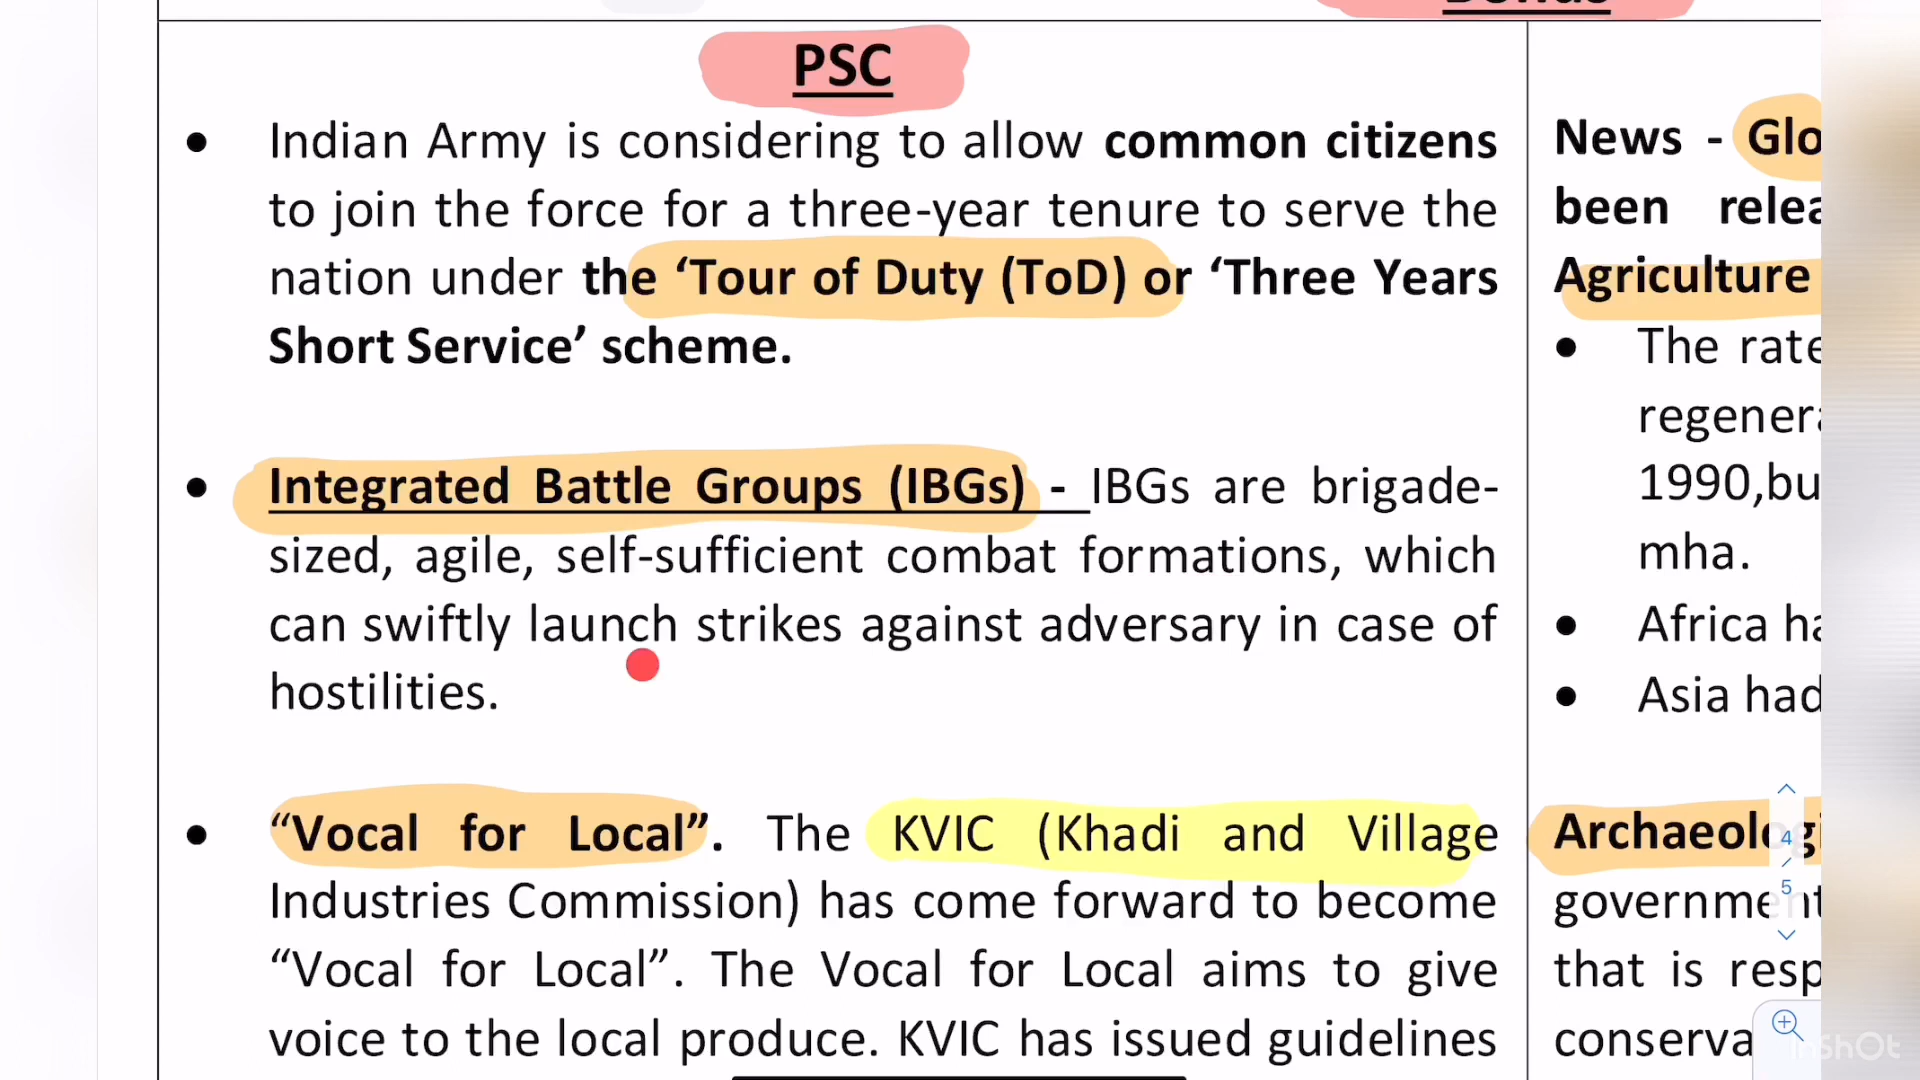 PSC
• Indian Army is considering to allow common citizens
to join the force for a three-year tenure to serve the
nation under the ‘Tour of Duty (ToD) or ‘Three Years
Short Service’ scheme.
• Integrated Battle Groups (IBGs) - IBGs are brigade-
sized, agile, self-sufficient combat formations, which
can swiftly launch strikes against adversary in case of
hostilities.
• “Vocal for Local”. The KVIC (Khadi and Village
Industries Commission) has come forward to become
“Vocal for Local”. The Vocal for Local aims to give
voice to the local produce. KVIC has issued guidelines
News - Glo
been relea
Agriculture
• The rate
regenera
1990,bu
mha.
• Africa ha
• Asia had
Archaeologi
government
that is resp
conserva
4
/
5
InShOt